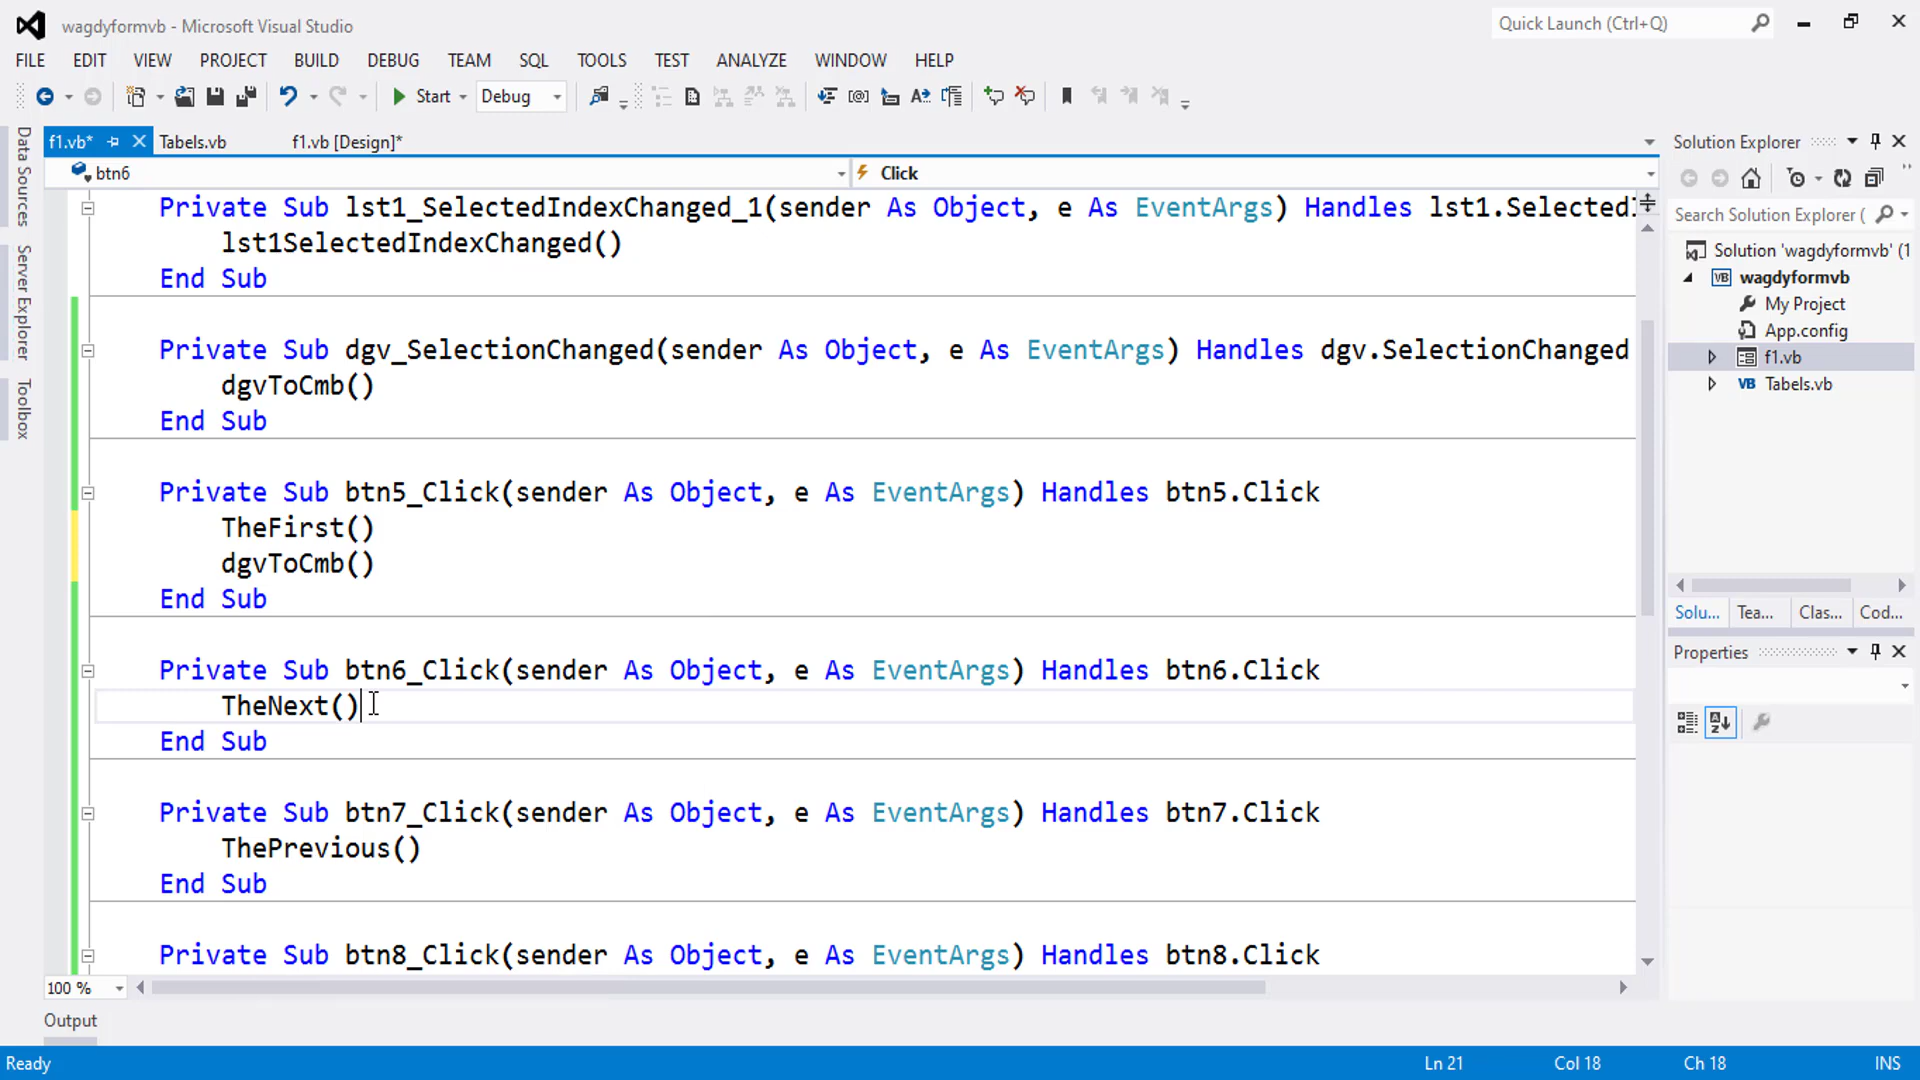 wagdyformvb - Microsoft Visual Studio
Quick Launch (Ctrl+Q)
FILE EDIT VIEW PROJECT BUILD DEBUG TEAM SQL TOOLS TEST ANALYZE WINDOW HELP
Start Debug
f1.vb* Tabels.vb f1.vb [Design]*
btn6 Click
Private Sub lst1_SelectedIndexChanged_1(sender As Object, e As EventArgs) Handles lst1.Selected
lst1SelectedIndexChanged()
End Sub
Private Sub dgv_SelectionChanged(sender As Object, e As EventArgs) Handles dgv.SelectionChanged
dgvToCmb()
End Sub
Private Sub btn5_Click(sender As Object, e As EventArgs) Handles btn5.Click
TheFirst()
dgvToCmb()
End Sub
Private Sub btn6_Click(sender As Object, e As EventArgs) Handles btn6.Click
TheNext()
End Sub
Private Sub btn7_Click(sender As Object, e As EventArgs) Handles btn7.Click
ThePrevious()
End Sub
Private Sub btn8_Click(sender As Object, e As EventArgs) Handles btn8.Click
100 %
Output
Ready Ln 21 Col 18 Ch 18 INS
Data Sources
Server Explorer
Toolbox
Solution Explorer
Search Solution Explorer (
Solution 'wagdyformvb' (1
VB wagdyformvb
My Project
App.config
f1.vb
VB Tabels.vb
Solu... Tea... Clas... Cod...
Properties